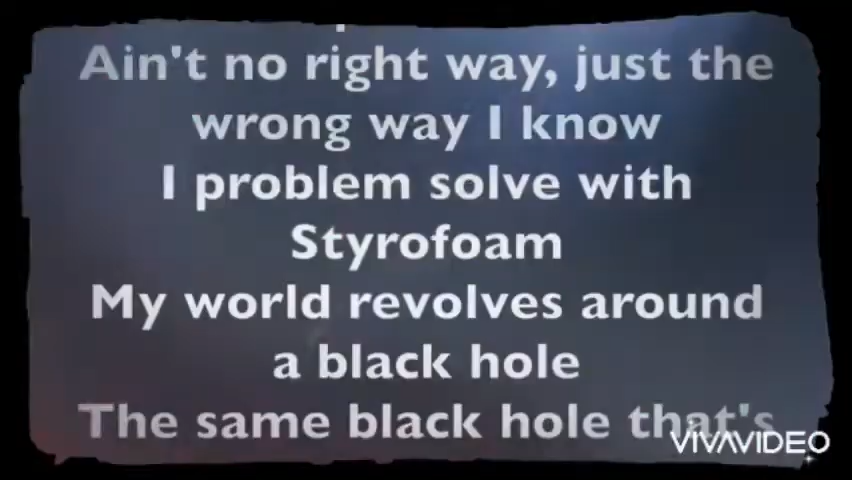 Ain't no right way, just the
wrong way I know
I problem solve with
Styrofoam
My world revolves around
a black hole
The same black hole that's
VIVAVIDEO